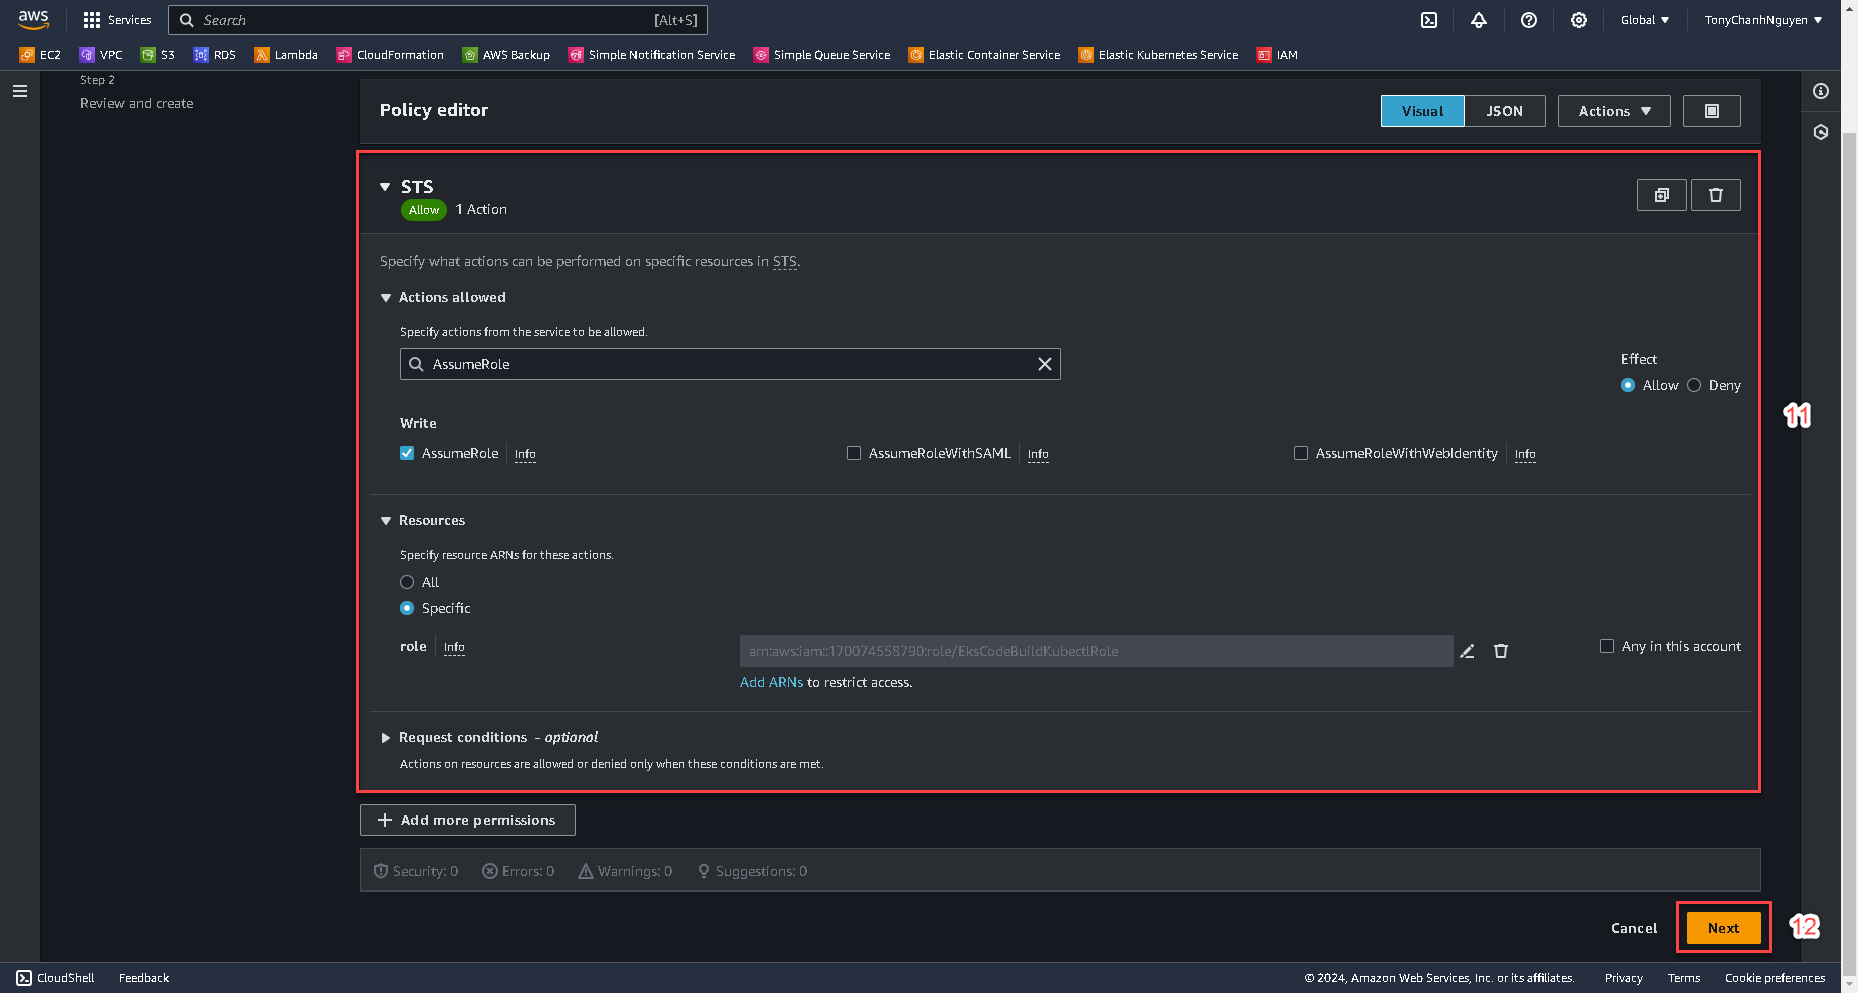 aws
Services
Search
[Alt+S]
Global ▼
TonyChanhNguyen ▼
EC2
VPC
S3
RDS
Lambda
CloudFormation
AWS Backup
Simple Notification Service
Simple Queue Service
Elastic Container Service
Elastic Kubernetes Service
IAM
Step 2
Review and create
Policy editor
Visual
JSON
Actions ▼
STS
Allow
1 Action
Specify what actions can be performed on specific resources in STS.
Actions allowed
Specify actions from the service to be allowed.
AssumeRole
Effect
Allow
Deny
11
Write
AssumeRole
Info
AssumeRoleWithSAML
Info
AssumeRoleWithWebIdentity
Info
Resources
Specify resource ARNs for these actions.
All
Specific
role
Info
arn:aws:iam::170074558790:role/EksCodeBuildKubectlRole
Any in this account
Add ARNs to restrict access.
Request conditions - optional
Actions on resources are allowed or denied only when these conditions are met.
Add more permissions
Security: 0
Errors: 0
Warnings: 0
Suggestions: 0
Cancel
Next
12
CloudShell
Feedback
© 2024, Amazon Web Services, Inc. or its affiliates.
Privacy
Terms
Cookie preferences